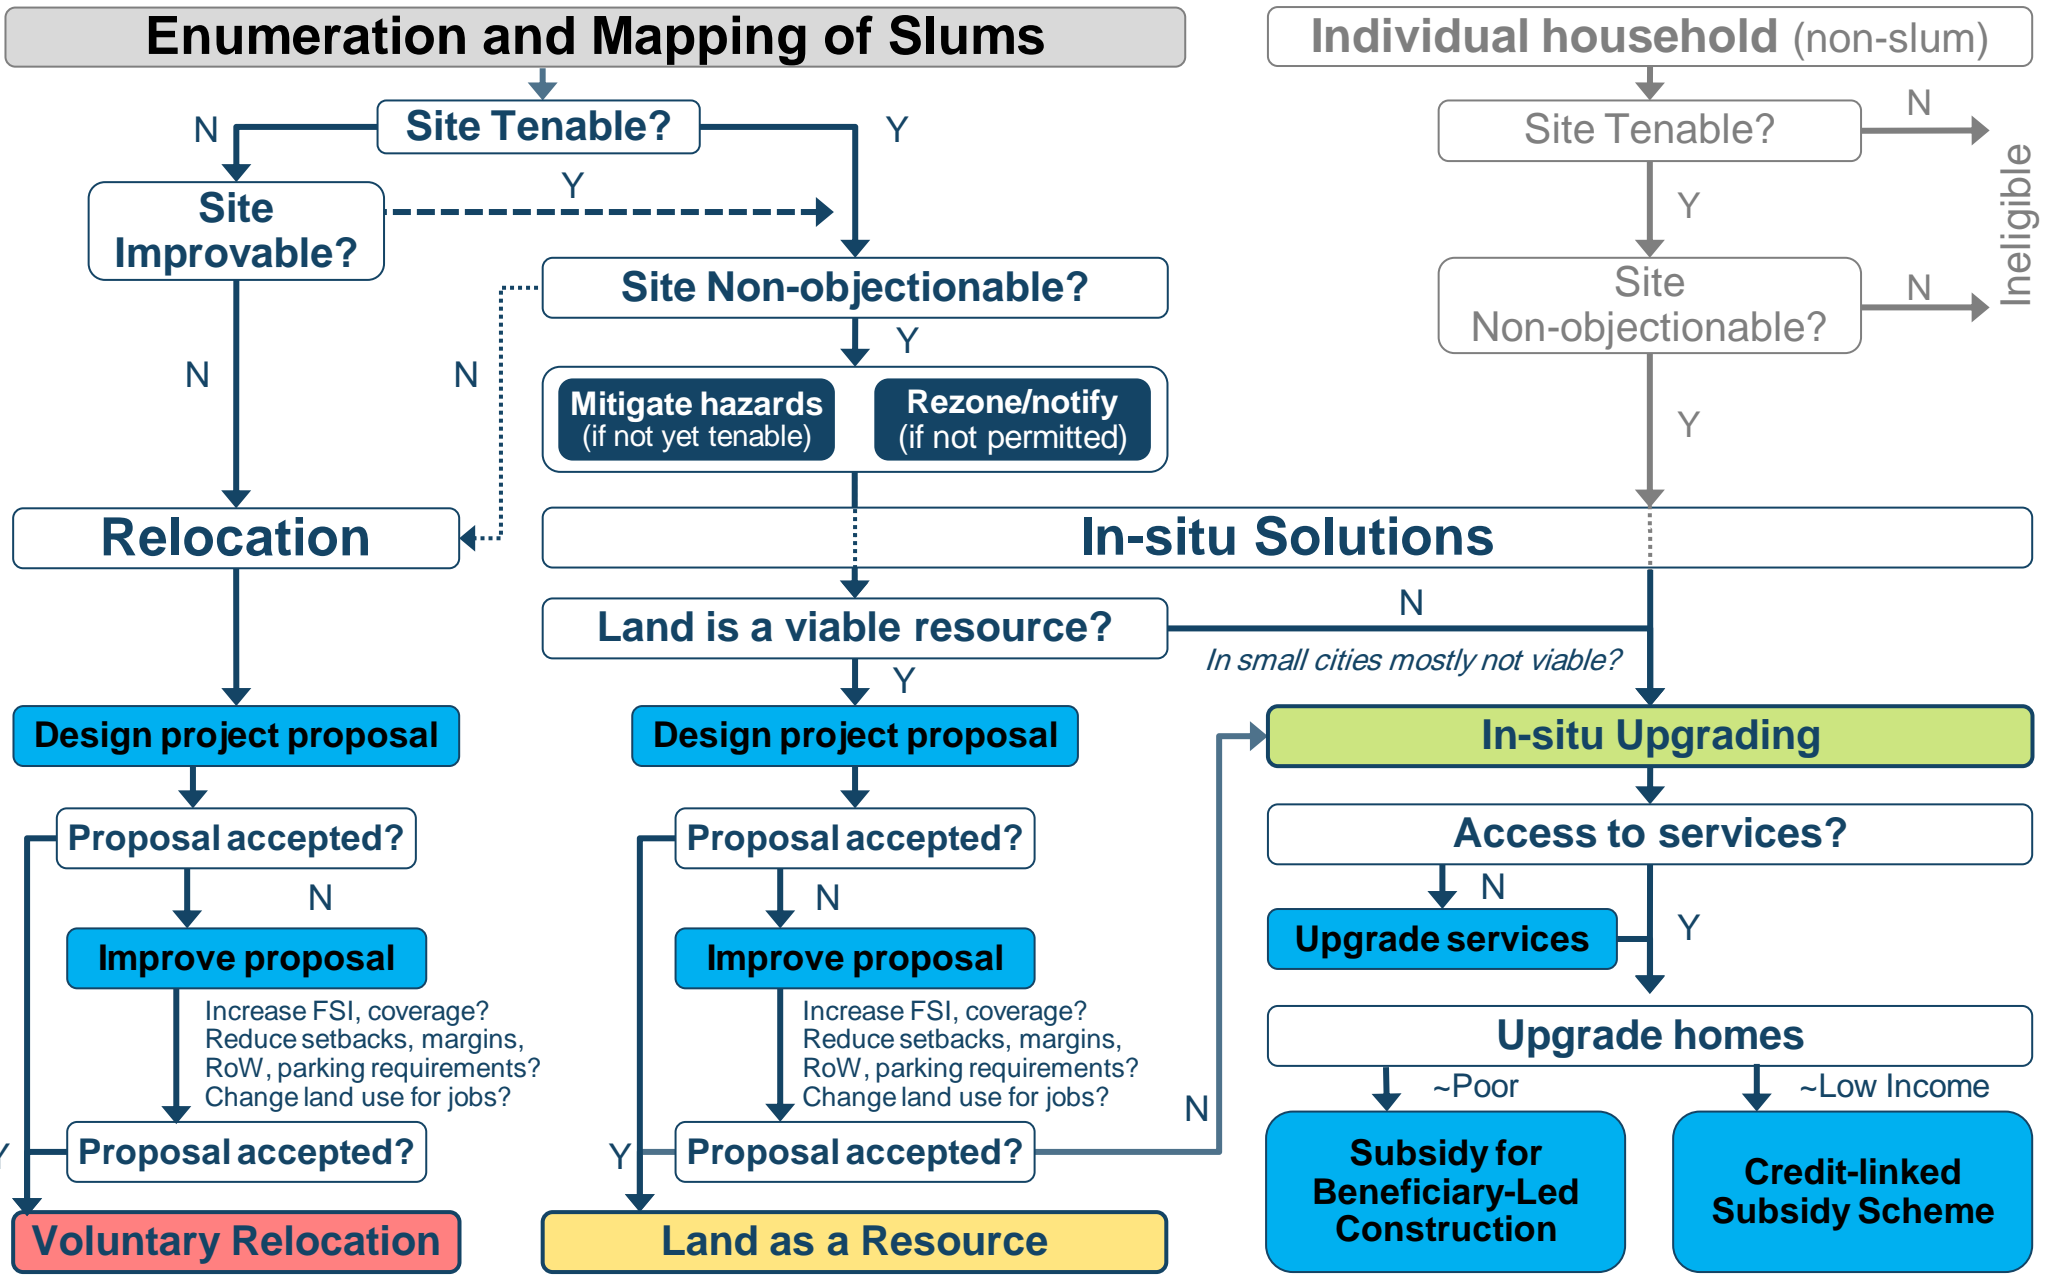 Enumeration and Mapping of Slums
Individual household (non-slum)
N
Site Tenable?
Y
Site Tenable?
N
Site
Improvable?
Y
Y
Ineligible
Site Non-objectionable?
Site
Non-objectionable?
N
N
N
Y
Mitigate hazards
(if not yet tenable)
Rezone/notify
(if not permitted)
Y
Relocation
In-situ Solutions
Land is a viable resource?
N
In small cities mostly not viable?
Y
Design project proposal
Design project proposal
In-situ Upgrading
Proposal accepted?
Proposal accepted?
Access to services?
N
N
N
Improve proposal
Improve proposal
Upgrade services
Y
Increase FSI, coverage?
Reduce setbacks, margins,
RoW, parking requirements?
Change land use for jobs?
Increase FSI, coverage?
Reduce setbacks, margins,
RoW, parking requirements?
Change land use for jobs?
Upgrade homes
~Poor
~Low Income
N
Y
Proposal accepted?
Y
Proposal accepted?
Subsidy for
Beneficiary-Led
Construction
Credit-linked
Subsidy Scheme
Voluntary Relocation
Land as a Resource